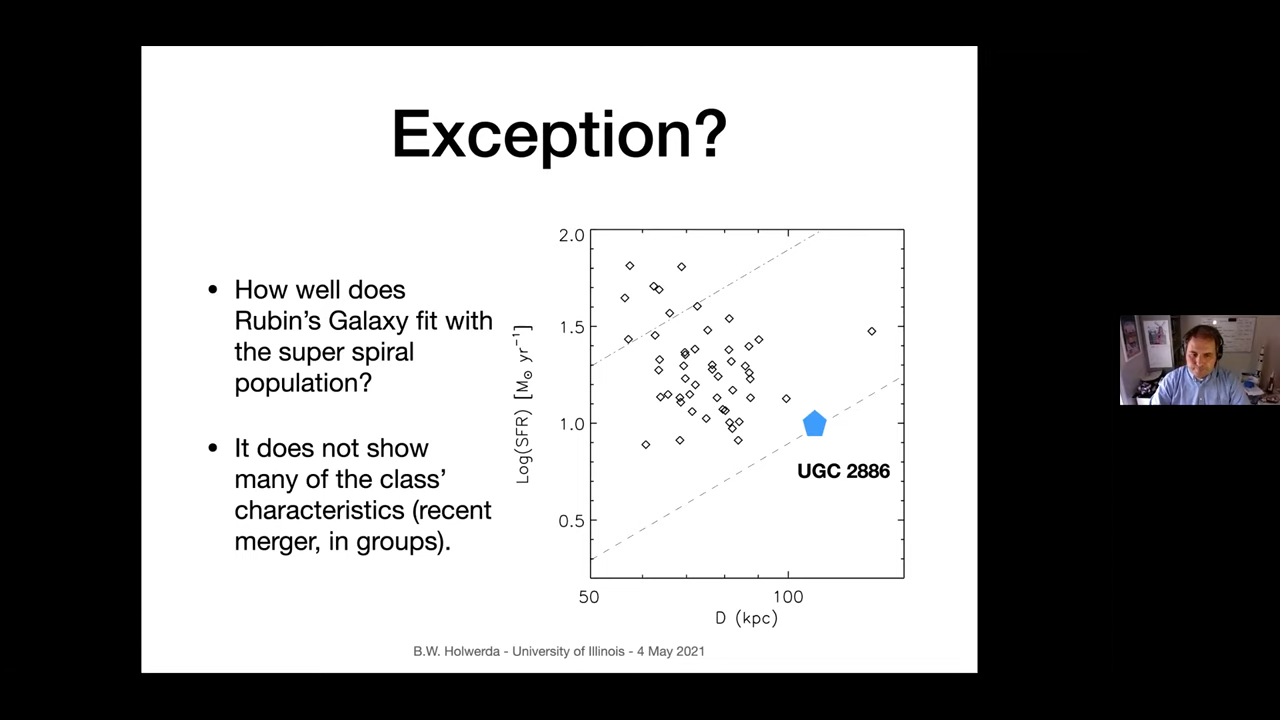 Exception?
• How well does
Rubin’s Galaxy fit with
the super spiral
population?
• It does not show
many of the class’
characteristics (recent
merger, in groups).
2.0
1.5
1.0
0.5
Log(SFR) [M⊙ yr⁻¹]
UGC 2886
50
100
D (kpc)
B.W. Holwerda - University of Illinois - 4 May 2021